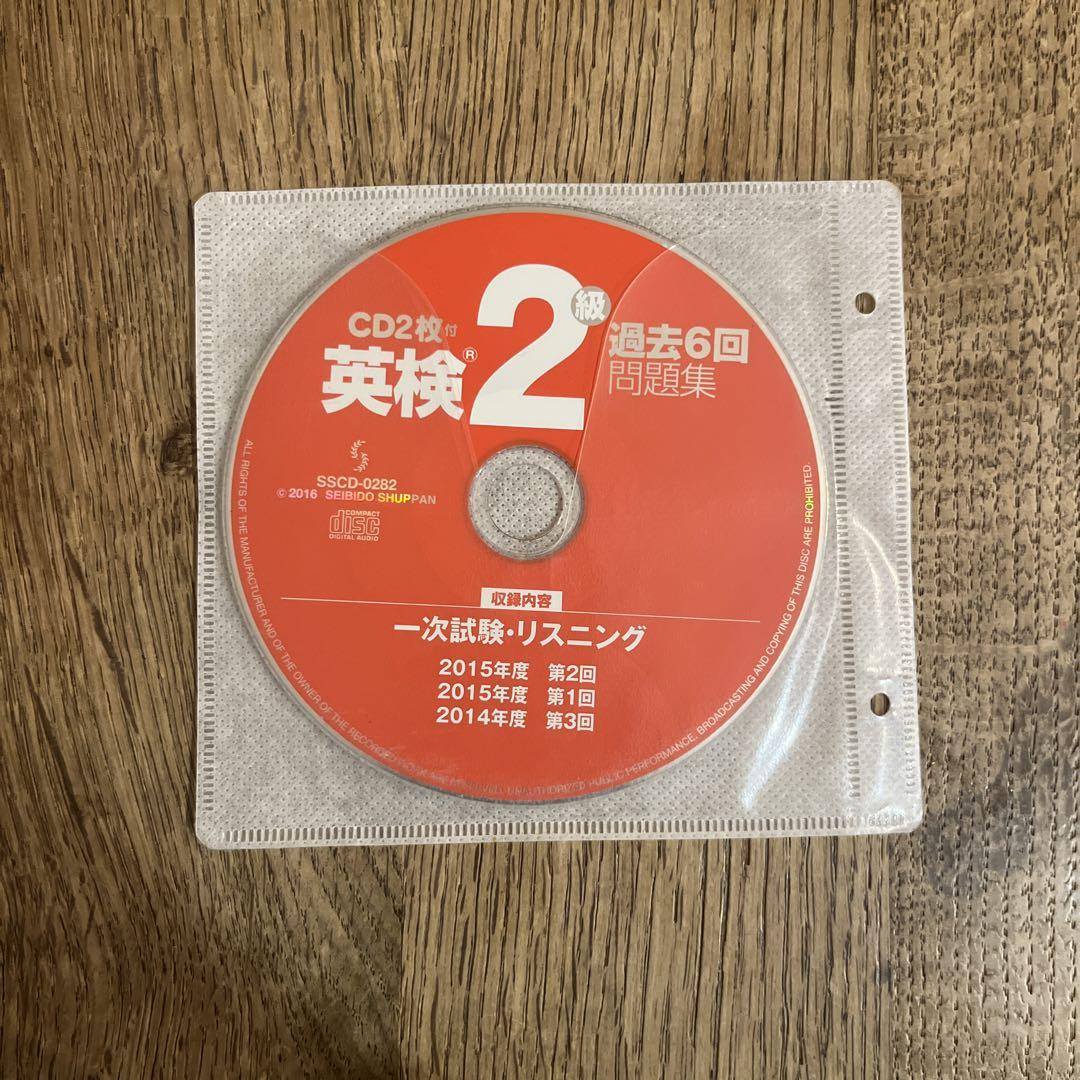 CD2枚付
英検®2級
過去6回
問題集
SSCD-0282
© 2016 SEIBIDO SHUPPAN
COMPACT
disc
DIGITAL AUDIO
収録内容
一次試験・リスニング
2015年度 第2回
2015年度 第1回
2014年度 第3回
ALL RIGHTS OF THE MANUFACTURER AND OF THE OWNER OF THE RECORDED WORK ARE RESERVED. UNAUTHORIZED PUBLIC PERFORMANCE, BROADCASTING AND COPYING OF THIS DISC ARE PROHIBITED.